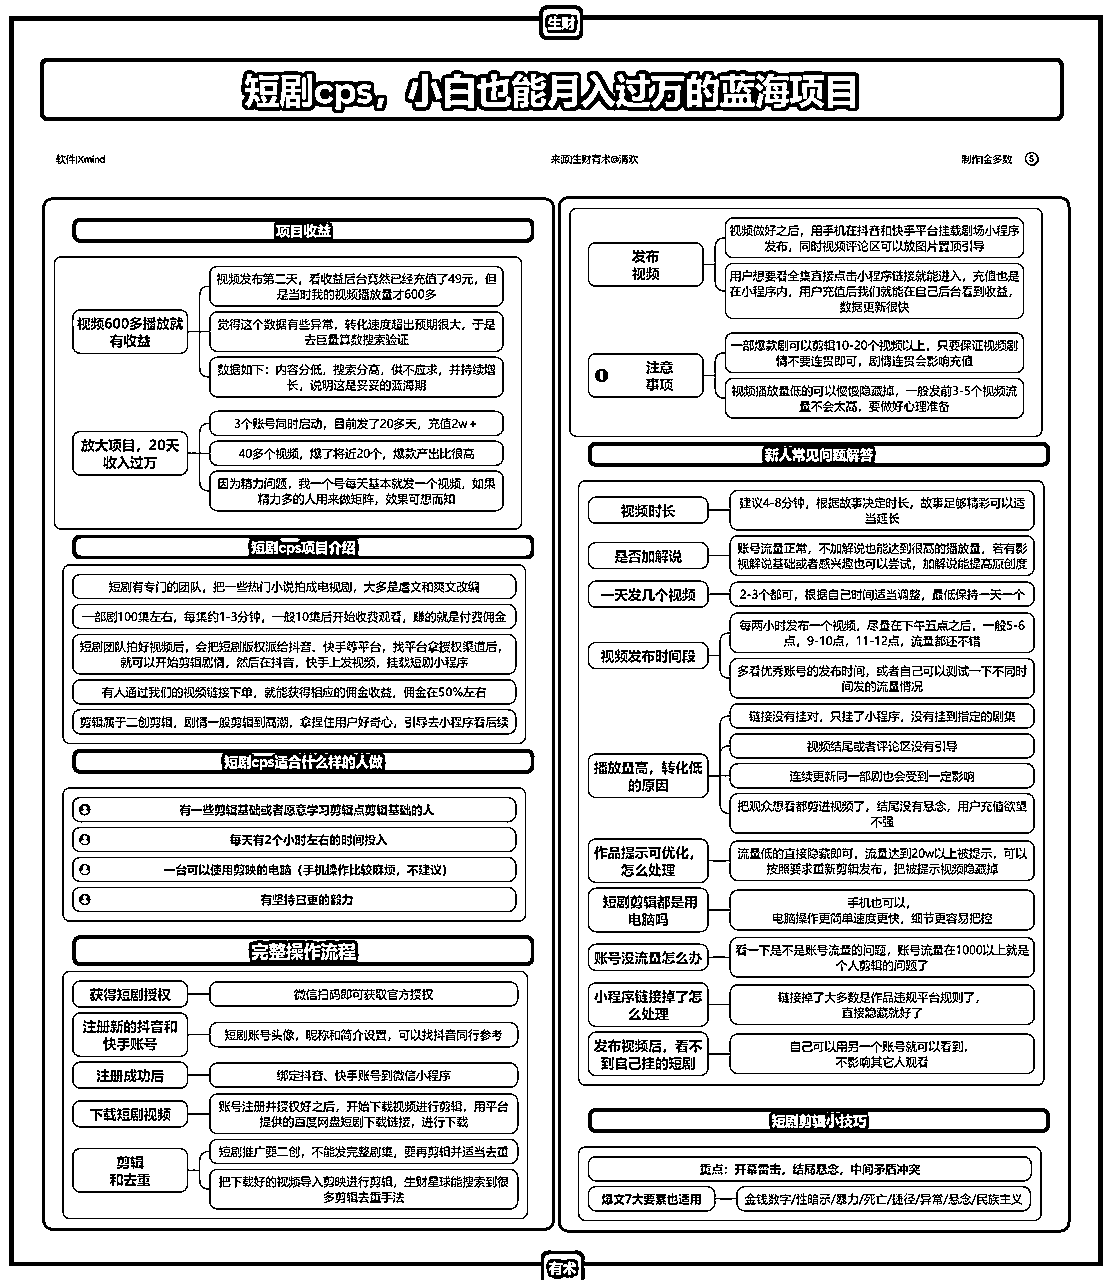 生财
短剧cps，小白也能月入过万的蓝海项目
软件|Xmind
来源|生财有术@清欢
制作|金多数
项目收益
视频600多播放就
有收益
视频发布第二天，看收益后台竟然已经充值了49元，但
是当时我的视频播放量才600多
觉得这个数据有些异常，转化速度超出预期很大，于是
去巨量算数搜索验证
数据如下：内容分低，搜索分高，供不应求，并持续增
长，说明这是妥妥的蓝海期
放大项目，20天
收入过万
3个账号同时启动，目前发了20多天，充值2w+
40多个视频，爆了将近20个，爆款产出比很高
因为精力问题，我一个号每天基本就发一个视频，如果
精力多的人用来做矩阵，效果可想而知
短剧cps项目介绍
短剧有专门的团队，把一些热门小说拍成电视剧，大多是虐文和爽文改编
一部剧100集左右，每集约1-3分钟，一般10集后开始收费观看，赚的就是付费佣金
短剧团队拍好视频后，会把短剧版权派给抖音、快手等平台，找平台拿授权渠道后，
就可以开始剪辑剧情，然后在抖音，快手上发视频，挂载短剧小程序
有人通过我们的视频链接下单，就能获得相应的佣金收益，佣金在50%左右
剪辑属于二创剪辑，剧情一般剪辑到高潮，拿捏住用户好奇心，引导去小程序看后续
短剧cps适合什么样的人做
有一些剪辑基础或者愿意学习剪辑点剪辑基础的人
每天有2个小时左右的时间投入
一台可以使用剪映的电脑（手机操作比较麻烦，不建议）
有坚持日更的毅力
完整操作流程
获得短剧授权
微信扫码即可获取官方授权
注册新的抖音和
快手账号
短剧账号头像，昵称和简介设置，可以找抖音同行参考
注册成功后
绑定抖音、快手账号到微信小程序
下载短剧视频
账号注册并授权好之后，开始下载视频进行剪辑，用平台
提供的百度网盘短剧下载链接，进行下载
剪辑
和去重
短剧推广要二创，不能发完整剧集，要再剪辑并适当去重
把下载好的视频导入剪映进行剪辑，生财星球能搜索到很
多剪辑去重手法
发布
视频
视频做好之后，用手机在抖音和快手平台挂载剧场小程序
发布，同时视频评论区可以放图片置顶引导
用户想要看全集直接点击小程序链接就能进入，充值也是
在小程序内，用户充值后我们就能在自己后台看到收益，
数据更新很快
注意
事项
一部爆款剧可以剪辑10-20个视频以上，只要保证视频剧
情不要连贯即可，剧情连贯会影响充值
视频播放量低的可以慢慢隐藏掉，一般发前3-5个视频流
量不会太高，要做好心理准备
新人常见问题解答
视频时长
建议4-8分钟，根据故事决定时长，故事足够精彩可以适
当延长
是否加解说
账号流量正常，不加解说也能达到很高的播放量，若有影
视解说基础或者感兴趣也可以尝试，加解说能提高原创度
一天发几个视频
2-3个都可，根据自己时间适当调整，最低保持一天一个
视频发布时间段
每两小时发布一个视频，尽量在下午五点之后，一般5-6
点，9-10点，11-12点，流量都还不错
多看优秀账号的发布时间，或者自己可以测试一下不同时
间发的流量情况
播放量高，转化低
的原因
链接没有挂对，只挂了小程序，没有挂到指定的剧集
视频结尾或者评论区没有引导
连续更新同一部剧也会受到一定影响
把观众想看都剪进视频了，结尾没有悬念，用户充值欲望
不强
作品提示可优化，
怎么处理
流量低的直接隐藏即可，流量达到20w以上被提示，可以
按照要求重新剪辑发布，把被提示视频隐藏掉
短剧剪辑都是用
电脑吗
手机也可以，
电脑操作更简单速度更快，细节更容易把控
账号没流量怎么办
看一下是不是账号流量的问题，账号流量在1000以上就是
个人剪辑的问题了
小程序链接掉了怎
么处理
链接掉了大多数是作品违规平台规则了，
直接隐藏就好了
发布视频后，看不
到自己挂的短剧
自己可以用另一个账号就可以看到，
不影响其它人观看
短剧剪辑小技巧
重点：开幕雷击，结局悬念，中间矛盾冲突
爆文7大要素也适用
金钱数字/性暗示/暴力/死亡/捷径/异常/悬念/民族主义
有术